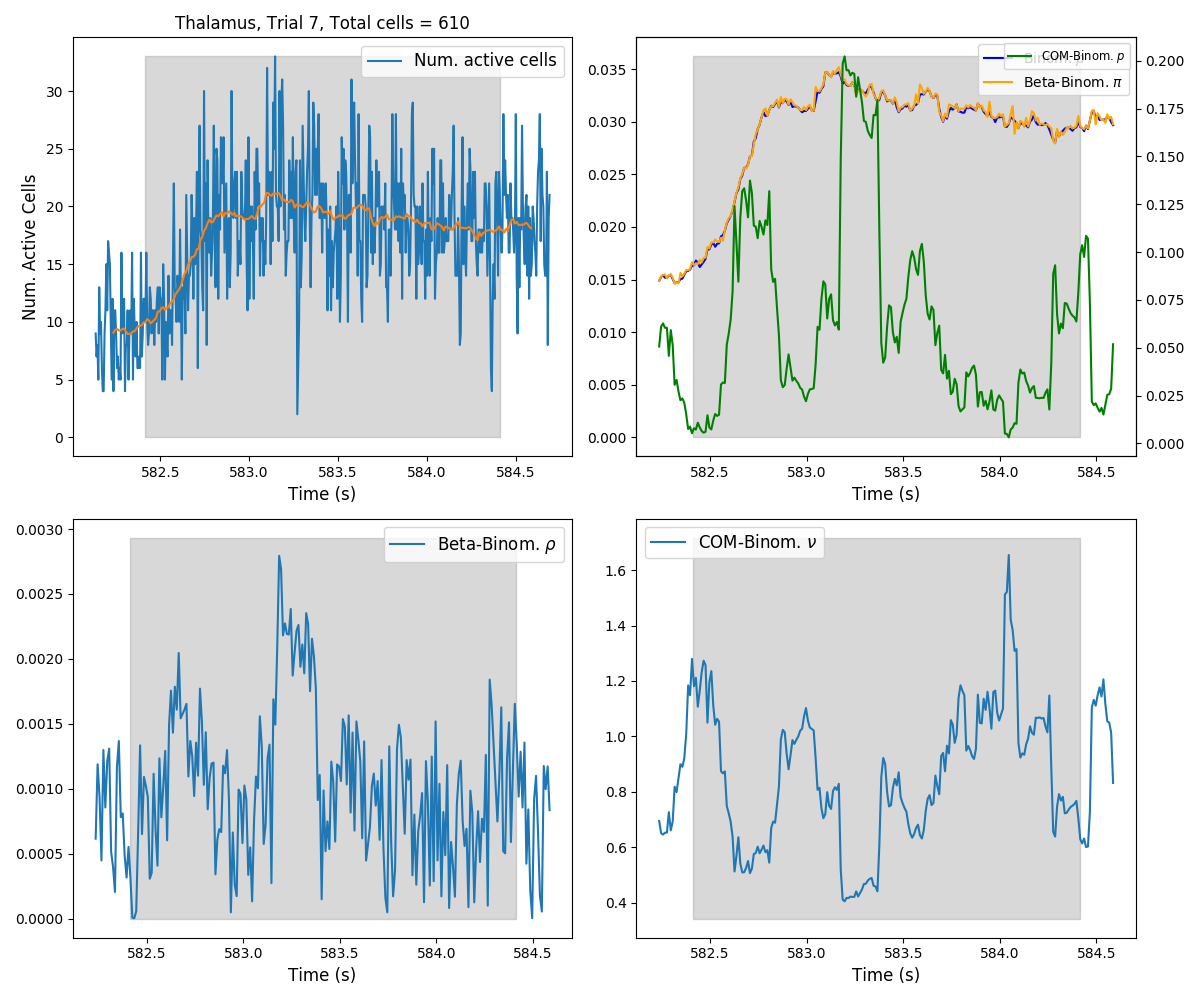 Thalamus, Trial 7, Total cells = 610
Num. active cells
Num. Active Cells
30
25
20
15
10
5
0
582.5 583.0 583.5 584.0 584.5
Time (s)
COM-Binom. p
Beta-Binom. π
0.035
0.030
0.025
0.020
0.015
0.010
0.005
0.000
0.200
0.175
0.150
0.125
0.100
0.075
0.050
0.025
0.000
582.5 583.0 583.5 584.0 584.5
Time (s)
Beta-Binom. ρ
0.0030
0.0025
0.0020
0.0015
0.0010
0.0005
0.0000
582.5 583.0 583.5 584.0 584.5
Time (s)
COM-Binom. ν
1.6
1.4
1.2
1.0
0.8
0.6
0.4
582.5 583.0 583.5 584.0 584.5
Time (s)